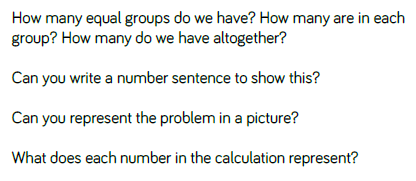 How many equal groups do we have? How many are in each
group? How many do we have altogether?
Can you write a number sentence to show this?
Can you represent the problem in a picture?
What does each number in the calculation represent?